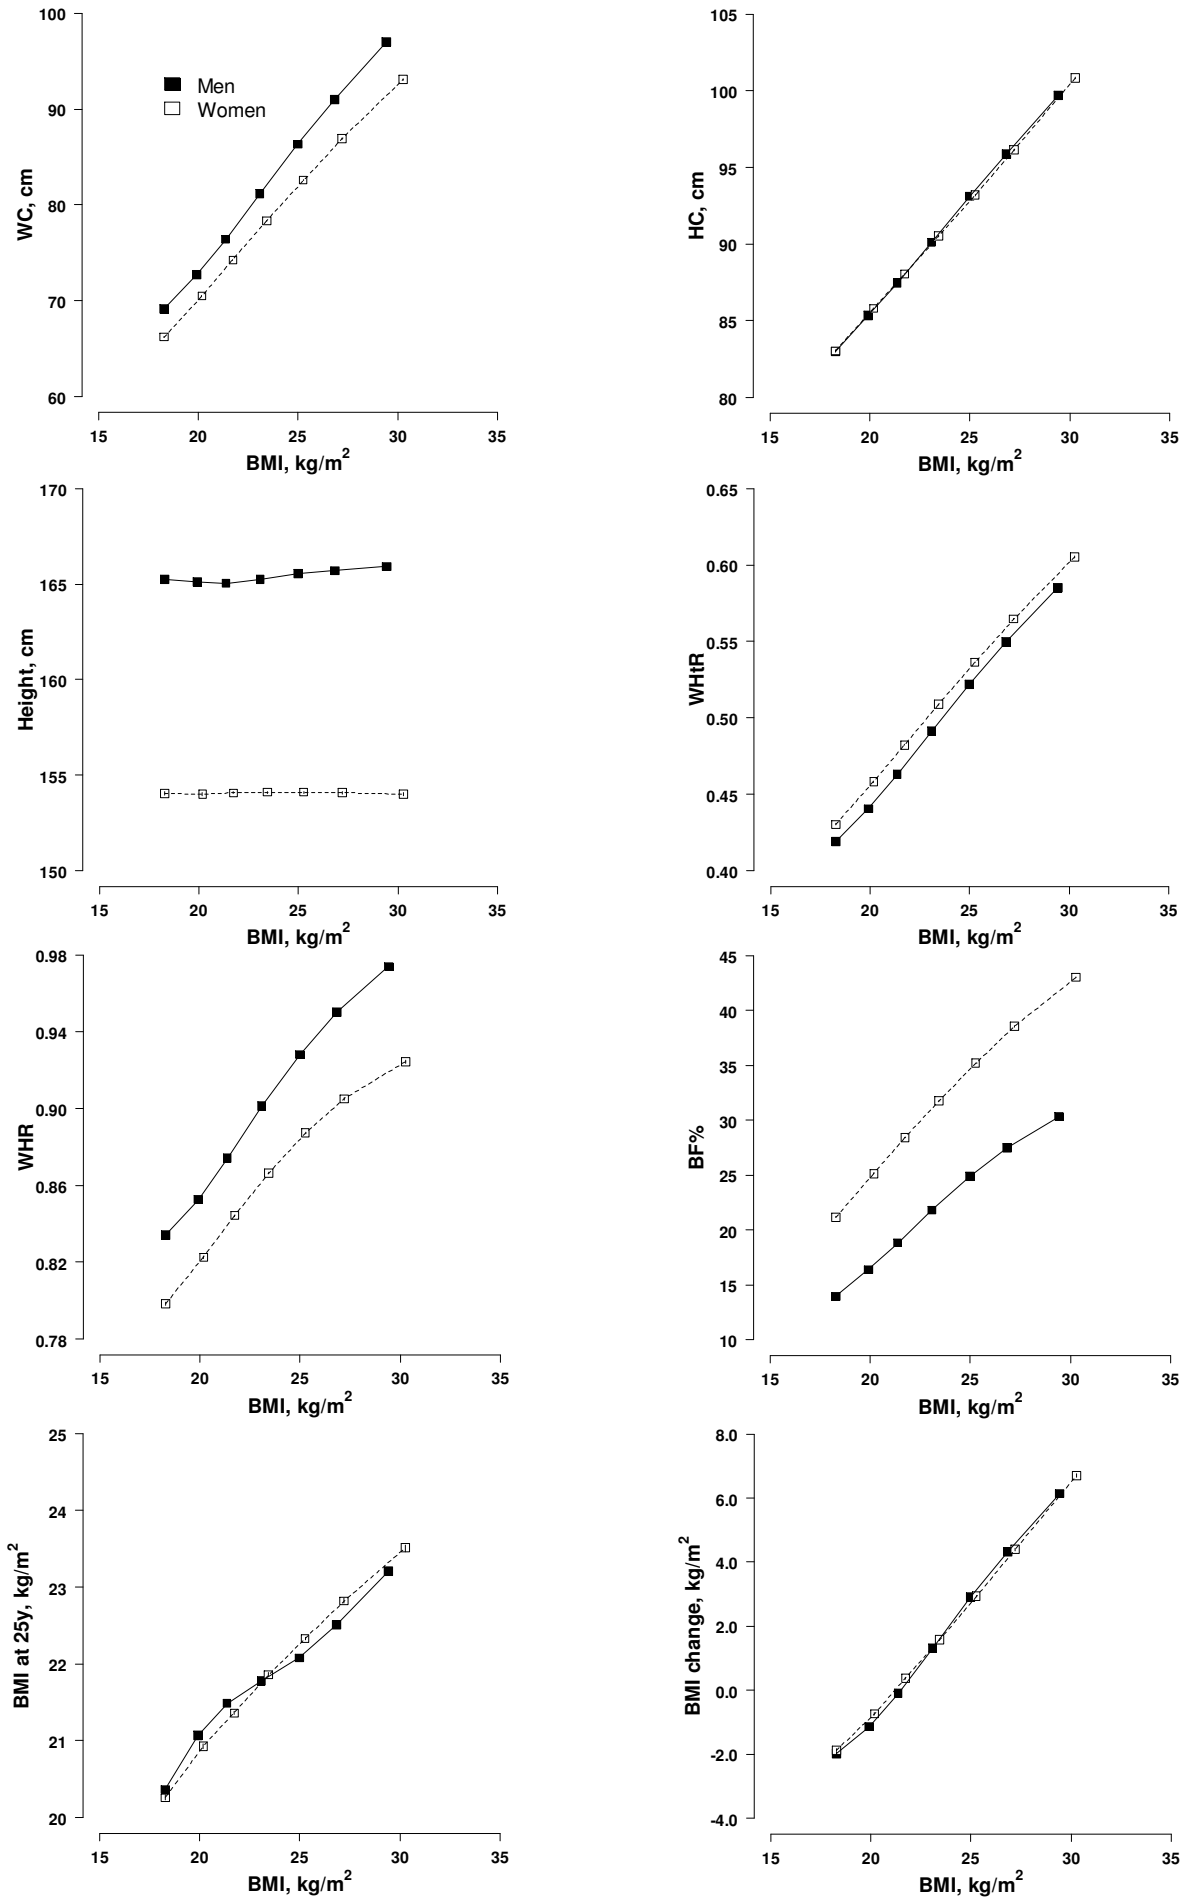 100
90
80
70
60
WC, cm
Men
Women
15 20 25 30 35
BMI, kg/m²
105
100
95
90
85
80
HC, cm
15 20 25 30 35
BMI, kg/m²
170
165
160
155
150
Height, cm
15 20 25 30 35
BMI, kg/m²
0.65
0.60
0.55
0.50
0.45
0.40
WHtR
15 20 25 30 35
BMI, kg/m²
0.98
0.94
0.90
0.86
0.82
0.78
WHR
15 20 25 30 35
BMI, kg/m²
45
40
35
30
25
20
15
10
BF%
15 20 25 30 35
BMI, kg/m²
25
24
23
22
21
20
BMI at 25y, kg/m²
15 20 25 30 35
BMI, kg/m²
8.0
6.0
4.0
2.0
0.0
-2.0
-4.0
BMI change, kg/m²
15 20 25 30 35
BMI, kg/m²